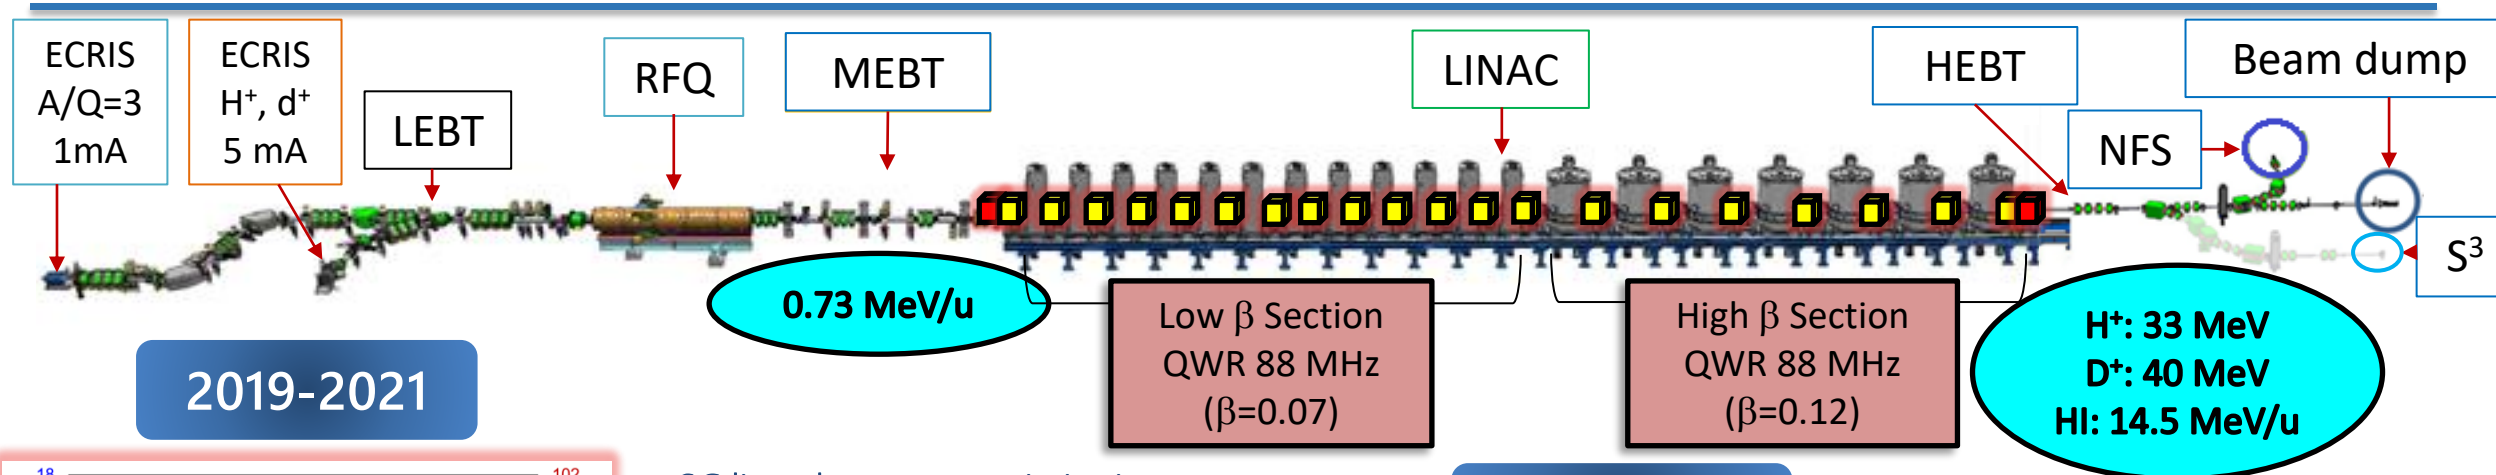 ECRIS
A/Q=3
1mA
ECRIS
H⁺, d⁺
5 mA
LEBT
RFQ
MEBT
LINAC
HEBT
Beam dump
NFS
S³
0.73 MeV/u
Low β Section
QWR 88 MHz
(β=0.07)
High β Section
QWR 88 MHz
(β=0.12)
H⁺: 33 MeV
D⁺: 40 MeV
HI: 14.5 MeV/u
2019-2021
18
102